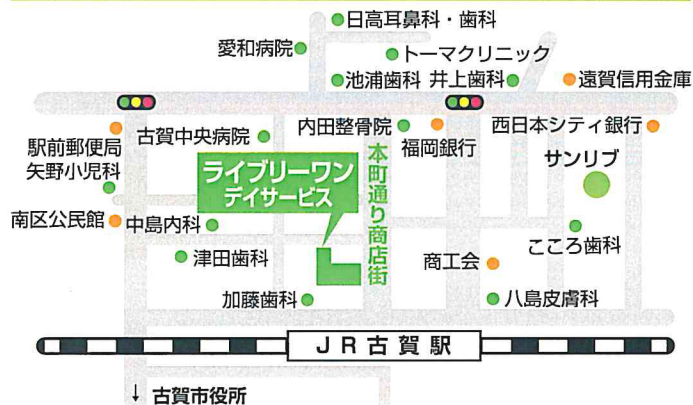 日高耳鼻科・歯科
愛和病院
トーマクリニック
池浦歯科
井上歯科
遠賀信用金庫
駅前郵便局
古賀中央病院
内田整骨院
福岡銀行
西日本シティ銀行
矢野小児科
ライブリーワン
デイサービス
本町通り商店街
サンリブ
南区公民館
中島内科
津田歯科
商工会
こころ歯科
加藤歯科
八島皮膚科
JR古賀駅
↓ 古賀市役所